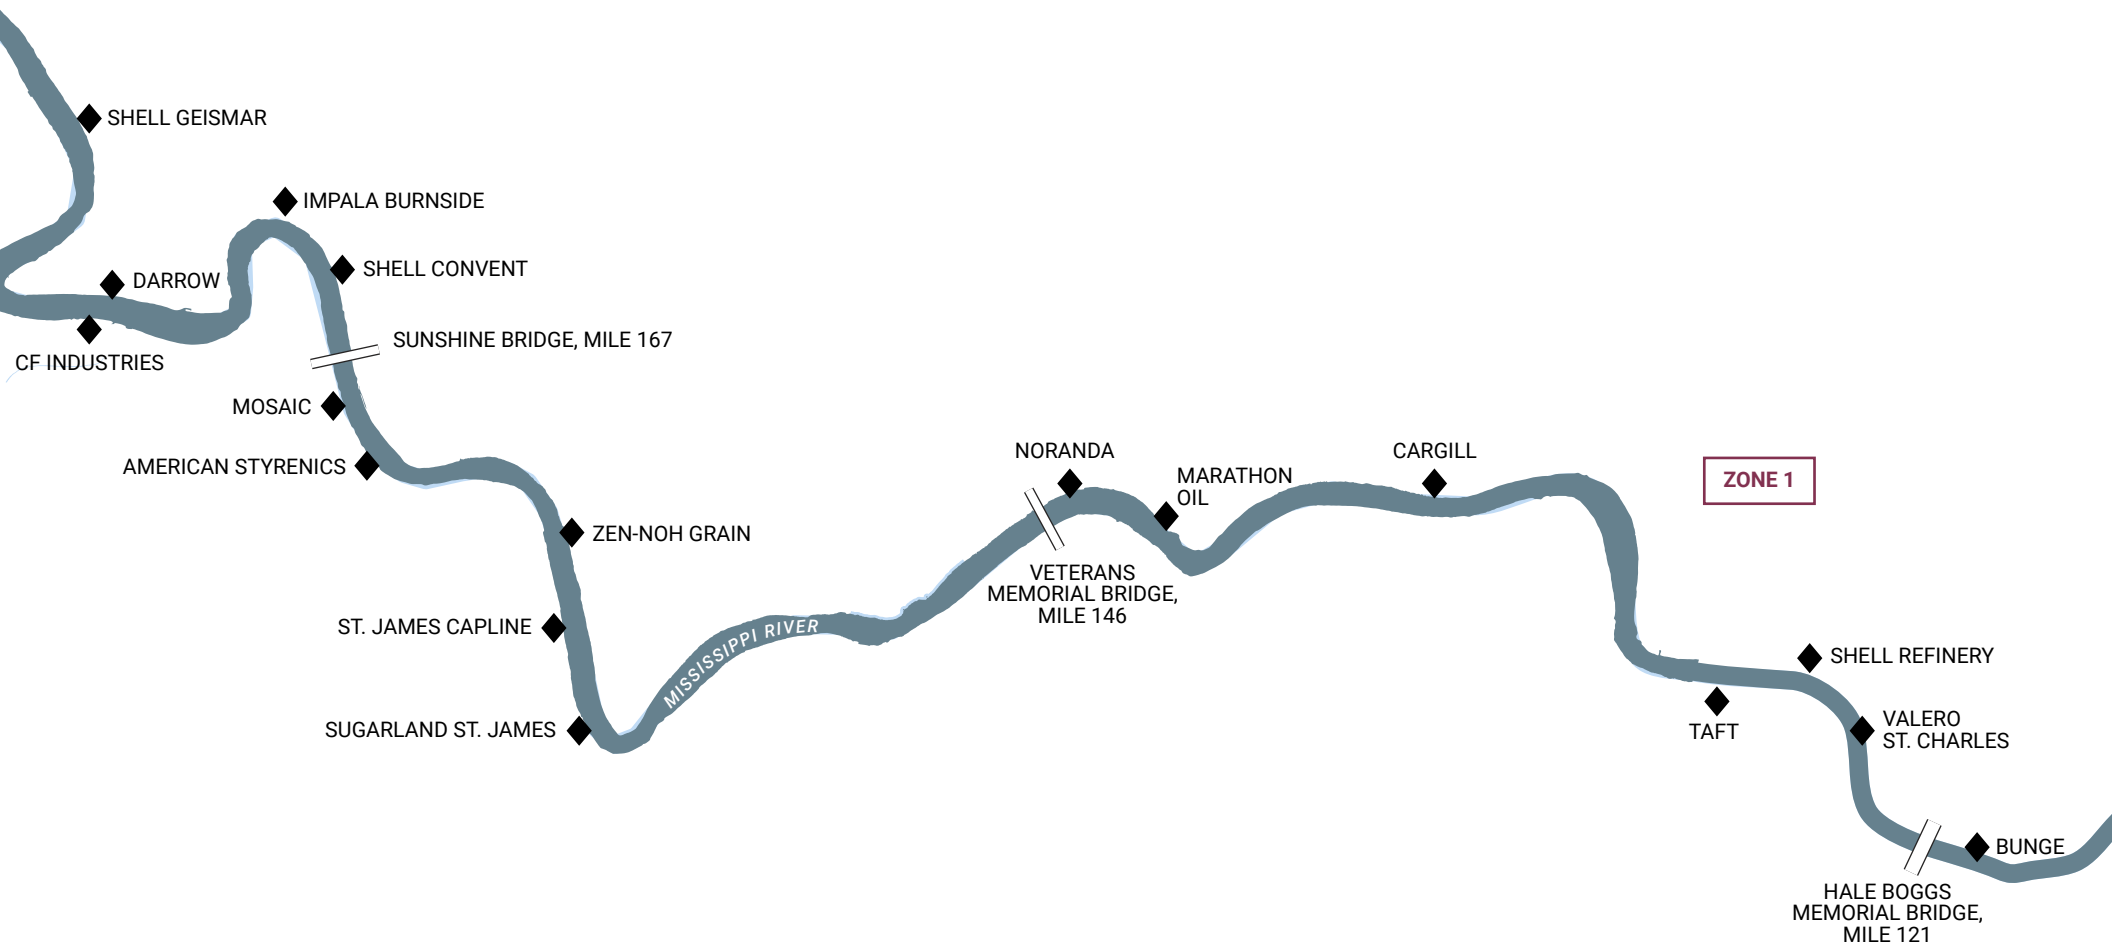 SHELL GEISMAR
IMPALA BURNSIDE
SHELL CONVENT
DARROW
CF INDUSTRIES
SUNSHINE BRIDGE, MILE 167
MOSAIC
AMERICAN STYRENICS
ZEN-NOH GRAIN
ST. JAMES CAPLINE
SUGARLAND ST. JAMES
MISSISSIPPI RIVER
NORANDA
MARATHON
OIL
VETERANS
MEMORIAL BRIDGE,
MILE 146
CARGILL
ZONE 1
SHELL REFINERY
TAFT
VALERO
ST. CHARLES
BUNGE
HALE BOGGS
MEMORIAL BRIDGE,
MILE 121